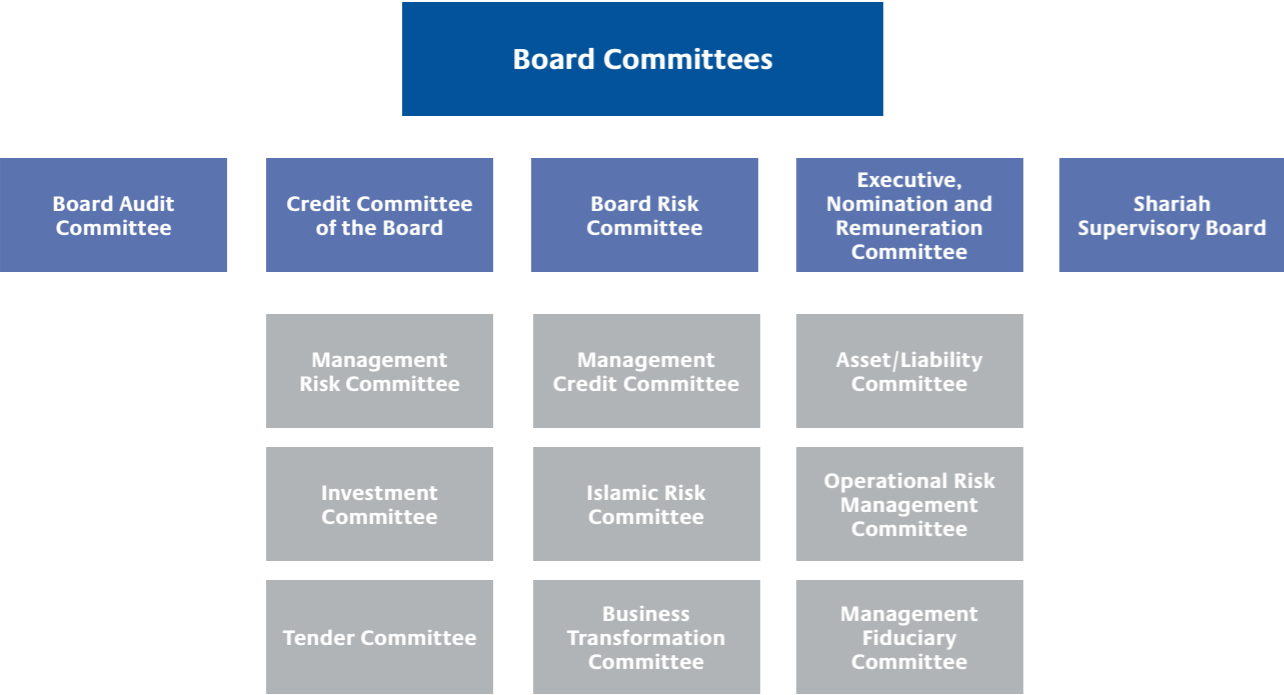 Board Committees
Board Audit
Committee
Credit Committee
of the Board
Board Risk
Committee
Executive,
Nomination and
Remuneration
Committee
Shariah
Supervisory Board
Management
Risk Committee
Management
Credit Committee
Asset/Liability
Committee
Investment
Committee
Islamic Risk
Committee
Operational Risk
Management
Committee
Tender Committee
Business
Transformation
Committee
Management
Fiduciary
Committee